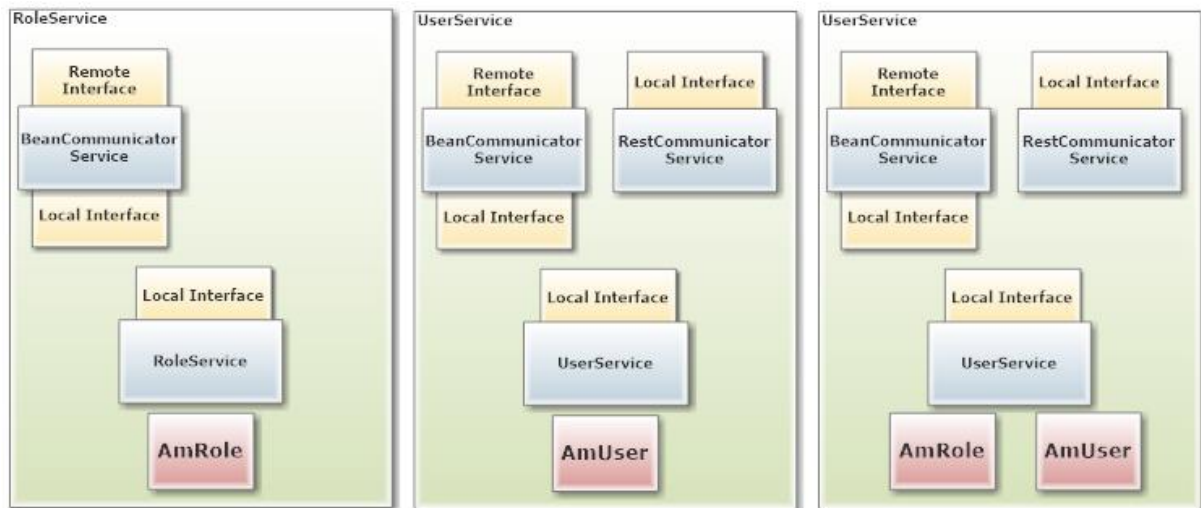 RoleService
Remote
Interface
BeanCommunicator
Service
Local Interface
Local Interface
RoleService
AmRole
UserService
Remote
Interface
BeanCommunicator
Service
Local Interface
Local Interface
RestCommunicator
Service
Local Interface
UserService
AmUser
UserService
Remote
Interface
BeanCommunicator
Service
Local Interface
Local Interface
RestCommunicator
Service
Local Interface
UserService
AmRole
AmUser